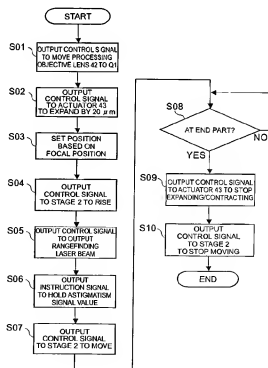 START
S01
OUTPUT CONTROL SIGNAL
TO MOVE PROCESSING
OBJECTIVE LENS 42 TO Q1
S02
OUTPUT
CONTROL SIGNAL
TO ACTUATOR 43
TO EXPAND BY 20 μm
S03
SET POSITION
BASED ON
FOCAL POSITION
S04
OUTPUT
CONTROL SIGNAL
TO STAGE 2 TO RISE
S05
OUTPUT CONTROL SIGNAL
TO OUTPUT
RANGEFINDING
LASER BEAM
S06
OUTPUT
INSTRUCTION SIGNAL
TO HOLD ASTIGMATISM
SIGNAL VALUE
S07
OUTPUT
CONTROL SIGNAL
TO STAGE 2 TO MOVE
S08
AT END PART?
NO
YES
S09
OUTPUT CONTROL SIGNAL
TO ACTUATOR 43 TO STOP
EXPANDING/CONTRACTING
S10
OUTPUT
CONTROL SIGNAL
TO STAGE 2
TO STOP MOVING
END